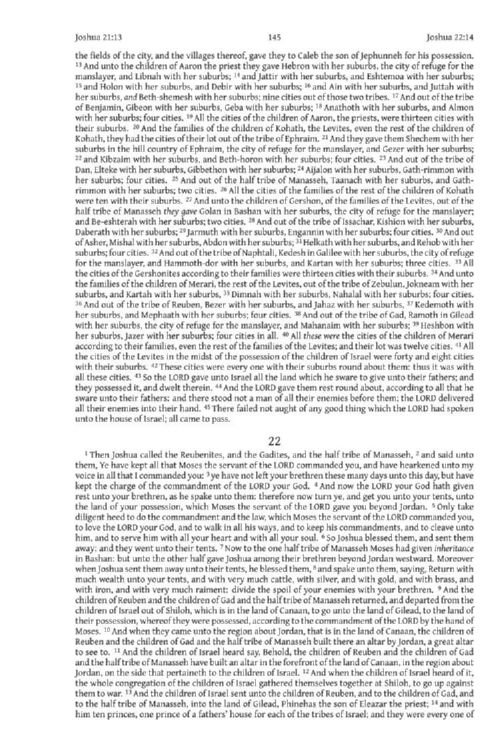 Joshua 21:13 145 Joshua 22:14
the fields of the city, and the villages thereof, gave they to Caleb the son of Jephunneh for his possession.
13 And unto the children of Aaron the priest they gave Hebron with her suburbs, the city of refuge for the
manslayer, and Libnah with her suburbs; 14 and Jattir with her suburbs, and Eshtemoa with her suburbs;
15 and Holon with her suburbs, and Debir with her suburbs; 16 and Ain with her suburbs, and Juttah with
her suburbs, and Beth-shemesh with her suburbs; nine cities out of those two tribes. 17 And out of the tribe
of Benjamin, Gibeon with her suburbs, Geba with her suburbs; 18 Anathoth with her suburbs, and Almon
with her suburbs; four cities. 19 All the cities of the children of Aaron, the priests, were thirteen cities with
their suburbs. 20 And the families of the children of Kohath, the Levites, even the rest of the children of
Kohath, they had the cities of their lot out of the tribe of Ephraim. 21 And they gave them Shechem with her
suburbs in the hill country of Ephraim, the city of refuge for the manslayer, and Gezer with her suburbs;
22 and Kibzaim with her suburbs, and Beth-horon with her suburbs; four cities. 23 And out of the tribe of
Dan, Elteke with her suburbs, Gibbethon with her suburbs; 24 Aijalon with her suburbs, Gath-rimmon with
her suburbs; four cities. 25 And out of the half tribe of Manasseh, Taanach with her suburbs, and Gath-
rimmon with her suburbs; two cities. 26 All the cities of the families of the rest of the children of Kohath
were ten with their suburbs. 27 And unto the children of Gershon, of the families of the Levites, out of the
half tribe of Manasseh they gave Golan in Bashan with her suburbs, the city of refuge for the manslayer;
and Be-eshterah with her suburbs; two cities. 28 And out of the tribe of Issachar, Kishion with her suburbs,
Daberath with her suburbs; 29 Jarmuth with her suburbs, Engannin with her suburbs; four cities. 30 And out
of Asher, Mishal with her suburbs, Abdon with her suburbs; 31 Helkath with her suburbs, and Rehob with her
suburbs; four cities. 32 And out of the tribe of Naphtali, Kedesh in Galilee with her suburbs, the city of refuge
for the manslayer, and Hammoth-dor with her suburbs, and Kartan with her suburbs; three cities. 33 All
the cities of the Gershonites according to their families were thirteen cities with their suburbs. 34 And unto
the families of the children of Merari, the rest of the Levites, out of the tribe of Zebulun, Jokneam with her
suburbs, and Kartah with her suburbs, 35 Dimnah with her suburbs, Nahalal with her suburbs; four cities.
36 And out of the tribe of Reuben, Bezer with her suburbs, and Jahaz with her suburbs, 37 Kedemoth with
her suburbs, and Mephaath with her suburbs; four cities. 38 And out of the tribe of Gad, Ramoth in Gilead
with her suburbs, the city of refuge for the manslayer, and Mahanaim with her suburbs; 39 Heshbon with
her suburbs, Jazer with her suburbs; four cities in all. 40 All these were the cities of the children of Merari
according to their families, even the rest of the families of the Levites; and their lot was twelve cities. 41 All
the cities of the Levites in the midst of the possession of the children of Israel were forty and eight cities
with their suburbs. 42 These cities were every one with their suburbs round about them: thus it was with
all these cities. 43 So the LORD gave unto Israel all the land which he sware to give unto their fathers; and
they possessed it, and dwelt therein. 44 And the LORD gave them rest round about, according to all that he
sware unto their fathers: and there stood not a man of all their enemies before them; the LORD delivered
all their enemies into their hand. 45 There failed not aught of any good thing which the LORD had spoken
unto the house of Israel; all came to pass.
22
1 Then Joshua called the Reubenites, and the Gadites, and the half tribe of Manasseh, 2 and said unto
them, Ye have kept all that Moses the servant of the LORD commanded you, and have hearkened unto my
voice in all that I commanded you: 3 ye have not left your brethren these many days unto this day, but have
kept the charge of the commandment of the LORD your God. 4 And now the LORD your God hath given
rest unto your brethren, as he spake unto them: therefore now turn ye, and get you unto your tents, unto
the land of your possession, which Moses the servant of the LORD gave you beyond Jordan. 5 Only take
diligent heed to do the commandment and the law, which Moses the servant of the LORD commanded you,
to love the LORD your God, and to walk in all his ways, and to keep his commandments, and to cleave unto
him, and to serve him with all your heart and with all your soul. 6 So Joshua blessed them, and sent them
away: and they went unto their tents. 7 Now to the one half tribe of Manasseh Moses had given inheritance
in Bashan: but unto the other half gave Joshua among their brethren beyond Jordan westward. Moreover
when Joshua sent them away unto their tents, he blessed them, 8 and spake unto them, saying, Return with
much wealth unto your tents, and with very much cattle, with silver, and with gold, and with brass, and
with iron, and with very much raiment: divide the spoil of your enemies with your brethren. 9 And the
children of Reuben and the children of Gad and the half tribe of Manasseh returned, and departed from the
children of Israel out of Shiloh, which is in the land of Canaan, to go unto the land of Gilead, to the land of
their possession, whereof they were possessed, according to the commandment of the LORD by the hand of
Moses. 10 And when they came unto the region about Jordan, that is in the land of Canaan, the children of
Reuben and the children of Gad and the half tribe of Manasseh built there an altar by Jordan, a great altar
to see to. 11 And the children of Israel heard say, Behold, the children of Reuben and the children of Gad
and the half tribe of Manasseh have built an altar in the forefront of the land of Canaan, in the region about
Jordan, on the side that pertaineth to the children of Israel. 12 And when the children of Israel heard of it,
the whole congregation of the children of Israel gathered themselves together at Shiloh, to go up against
them to war. 13 And the children of Israel sent unto the children of Reuben, and to the children of Gad, and
to the half tribe of Manasseh, into the land of Gilead, Phinehas the son of Eleazar the priest; 14 and with
him ten princes, one prince of a fathers' house for each of the tribes of Israel; and they were every one of